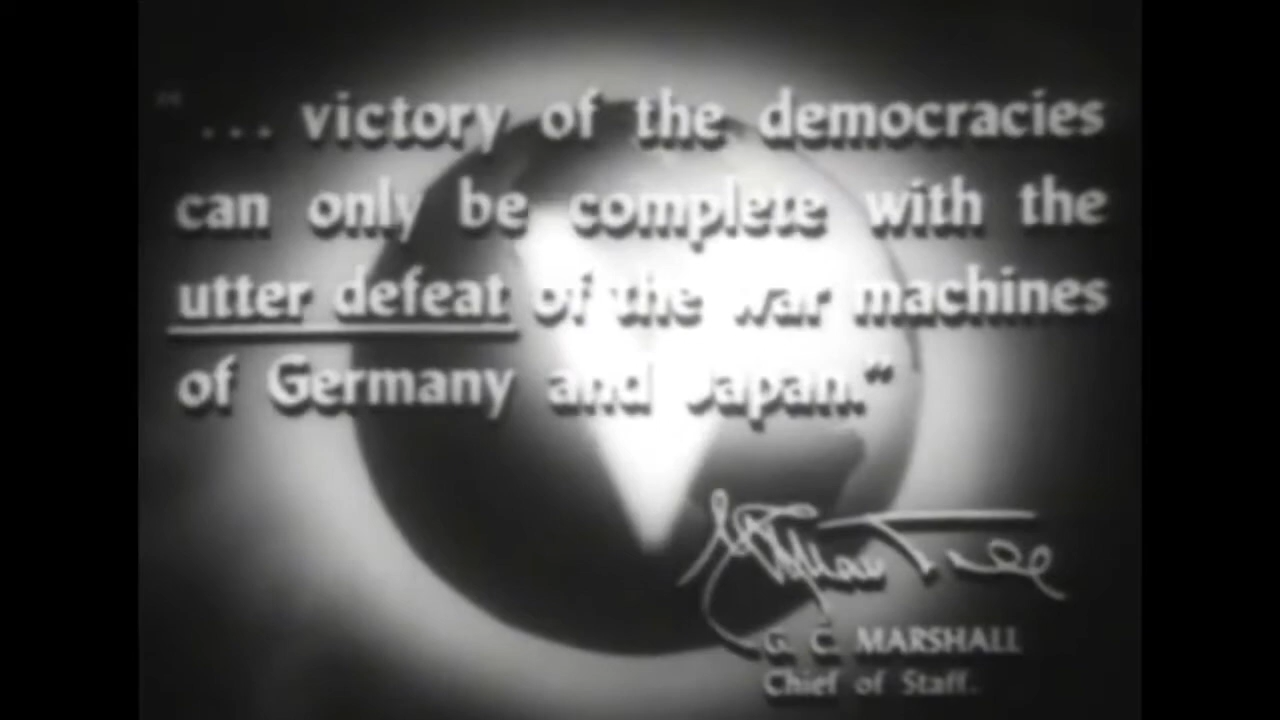 "... victory of the democracies
can only be complete with the
utter defeat of the war machines
of Germany and Japan."
G. C. MARSHALL
Chief of Staff.